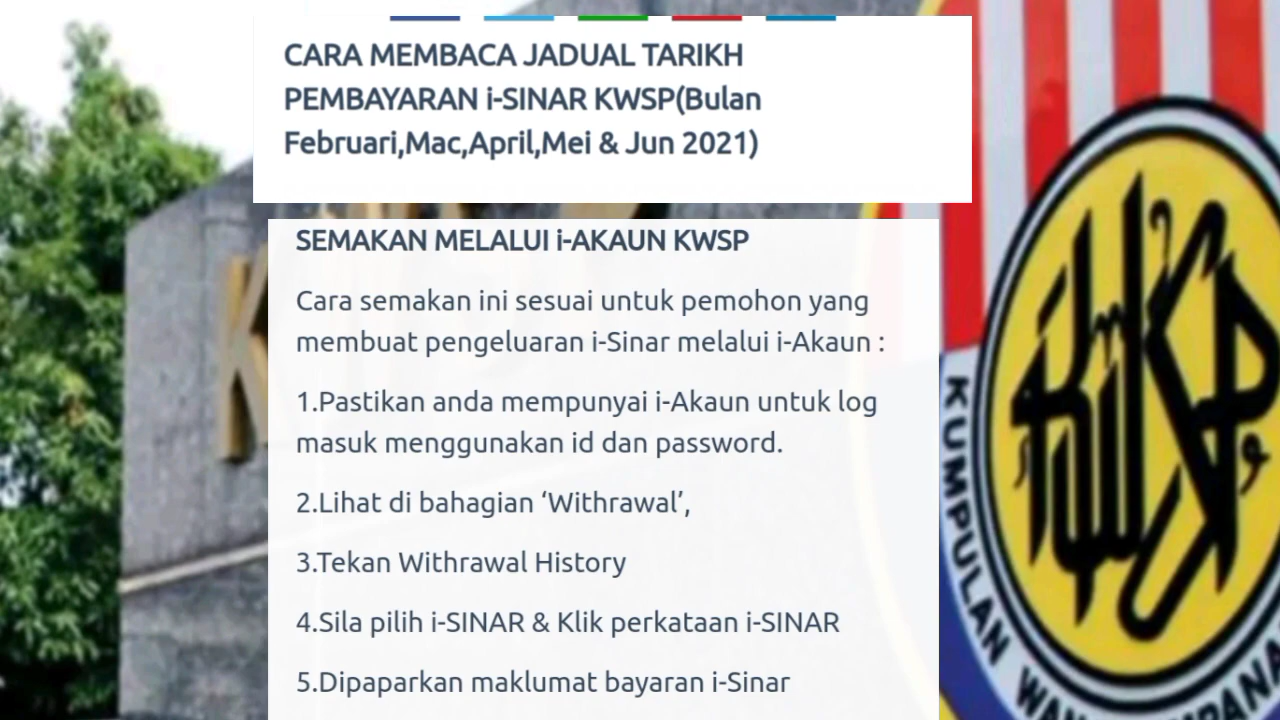 CARA MEMBACA JADUAL TARIKH
PEMBAYARAN i-SINAR KWSP(Bulan
Februari,Mac,April,Mei & Jun 2021)
SEMAKAN MELALUI i-AKAUN KWSP
Cara semakan ini sesuai untuk pemohon yang
membuat pengeluaran i-Sinar melalui i-Akaun :
1.Pastikan anda mempunyai i-Akaun untuk log
masuk menggunakan id dan password.
2.Lihat di bahagian ‘Withrawal’,
3.Tekan Withrawal History
4.Sila pilih i-SINAR & Klik perkataan i-SINAR
5.Dipaparkan maklumat bayaran i-Sinar
K
KWSP
KUMPULAN